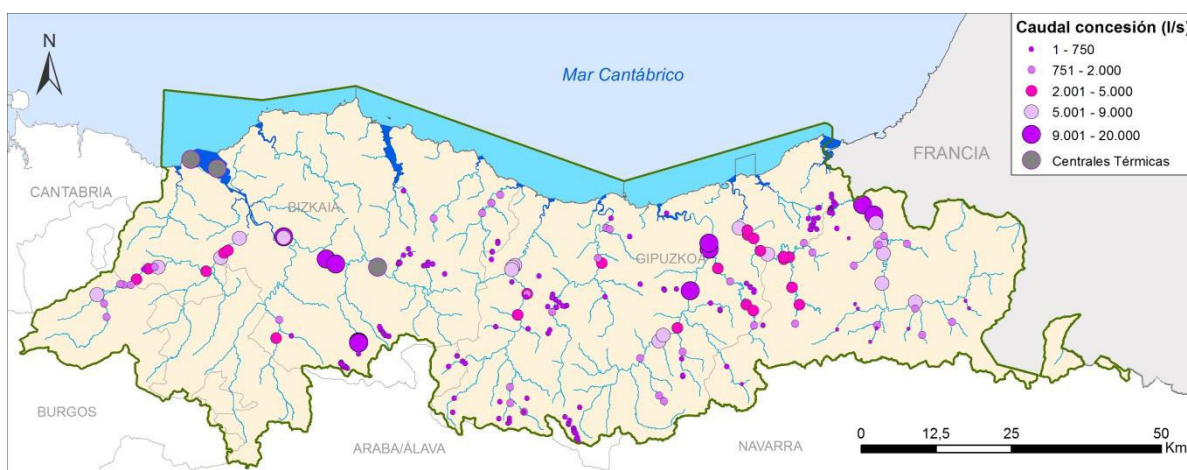 N
Mar Cantábrico
Caudal concesión (l/s)
1 - 750
751 - 2.000
2.001 - 5.000
5.001 - 9.000
9.001 - 20.000
Centrales Térmicas
FRANCIA
CANTABRIA
BIZKAIA
GIPUZKOA
BURGOS
ARABA/ÁLAVA
NAVARRA
0 12,5 25 50
Km